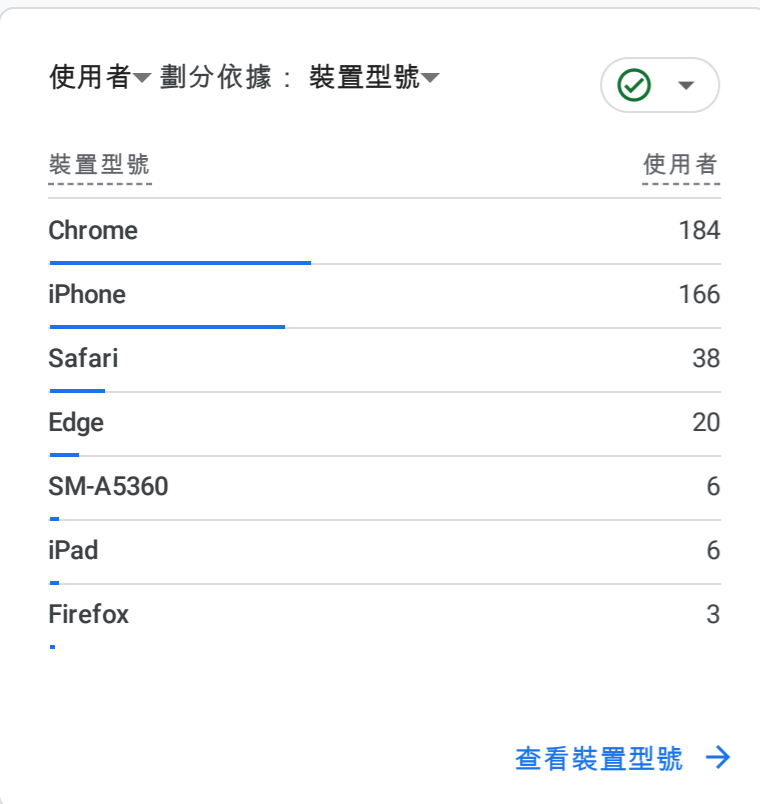 使用者 劃分依據： 裝置型號
裝置型號 使用者
Chrome 184
iPhone 166
Safari 38
Edge 20
SM-A5360 6
iPad 6
Firefox 3
查看裝置型號